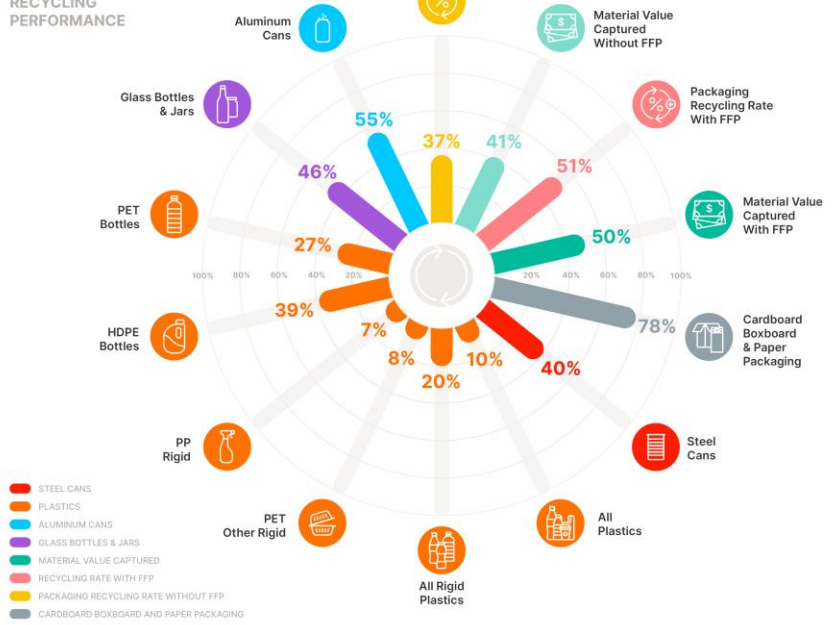 RECYCLING
PERFORMANCE
Aluminum
Cans
Material Value
Captured
Without FFP
Glass Bottles
& Jars
Packaging
Recycling Rate
With FFP
PET
Bottles
Material Value
Captured
With FFP
HDPE
Bottles
Cardboard
Boxboard
& Paper
Packaging
PP
Rigid
Steel
Cans
PET
Other Rigid
All
Plastics
All Rigid
Plastics
55%
37%
41%
46%
51%
27%
50%
100% 80% 60% 40% 20% 20% 40% 60% 80% 100%
39%
7%
78%
8%
20%
10%
40%
%
$
%
$
STEEL CANS
PLASTICS
ALUMINUM CANS
GLASS BOTTLES & JARS
MATERIAL VALUE CAPTURED
RECYCLING RATE WITH FFP
PACKAGING RECYCLING RATE WITHOUT FFP
CARDBOARD BOXBOARD AND PAPER PACKAGING